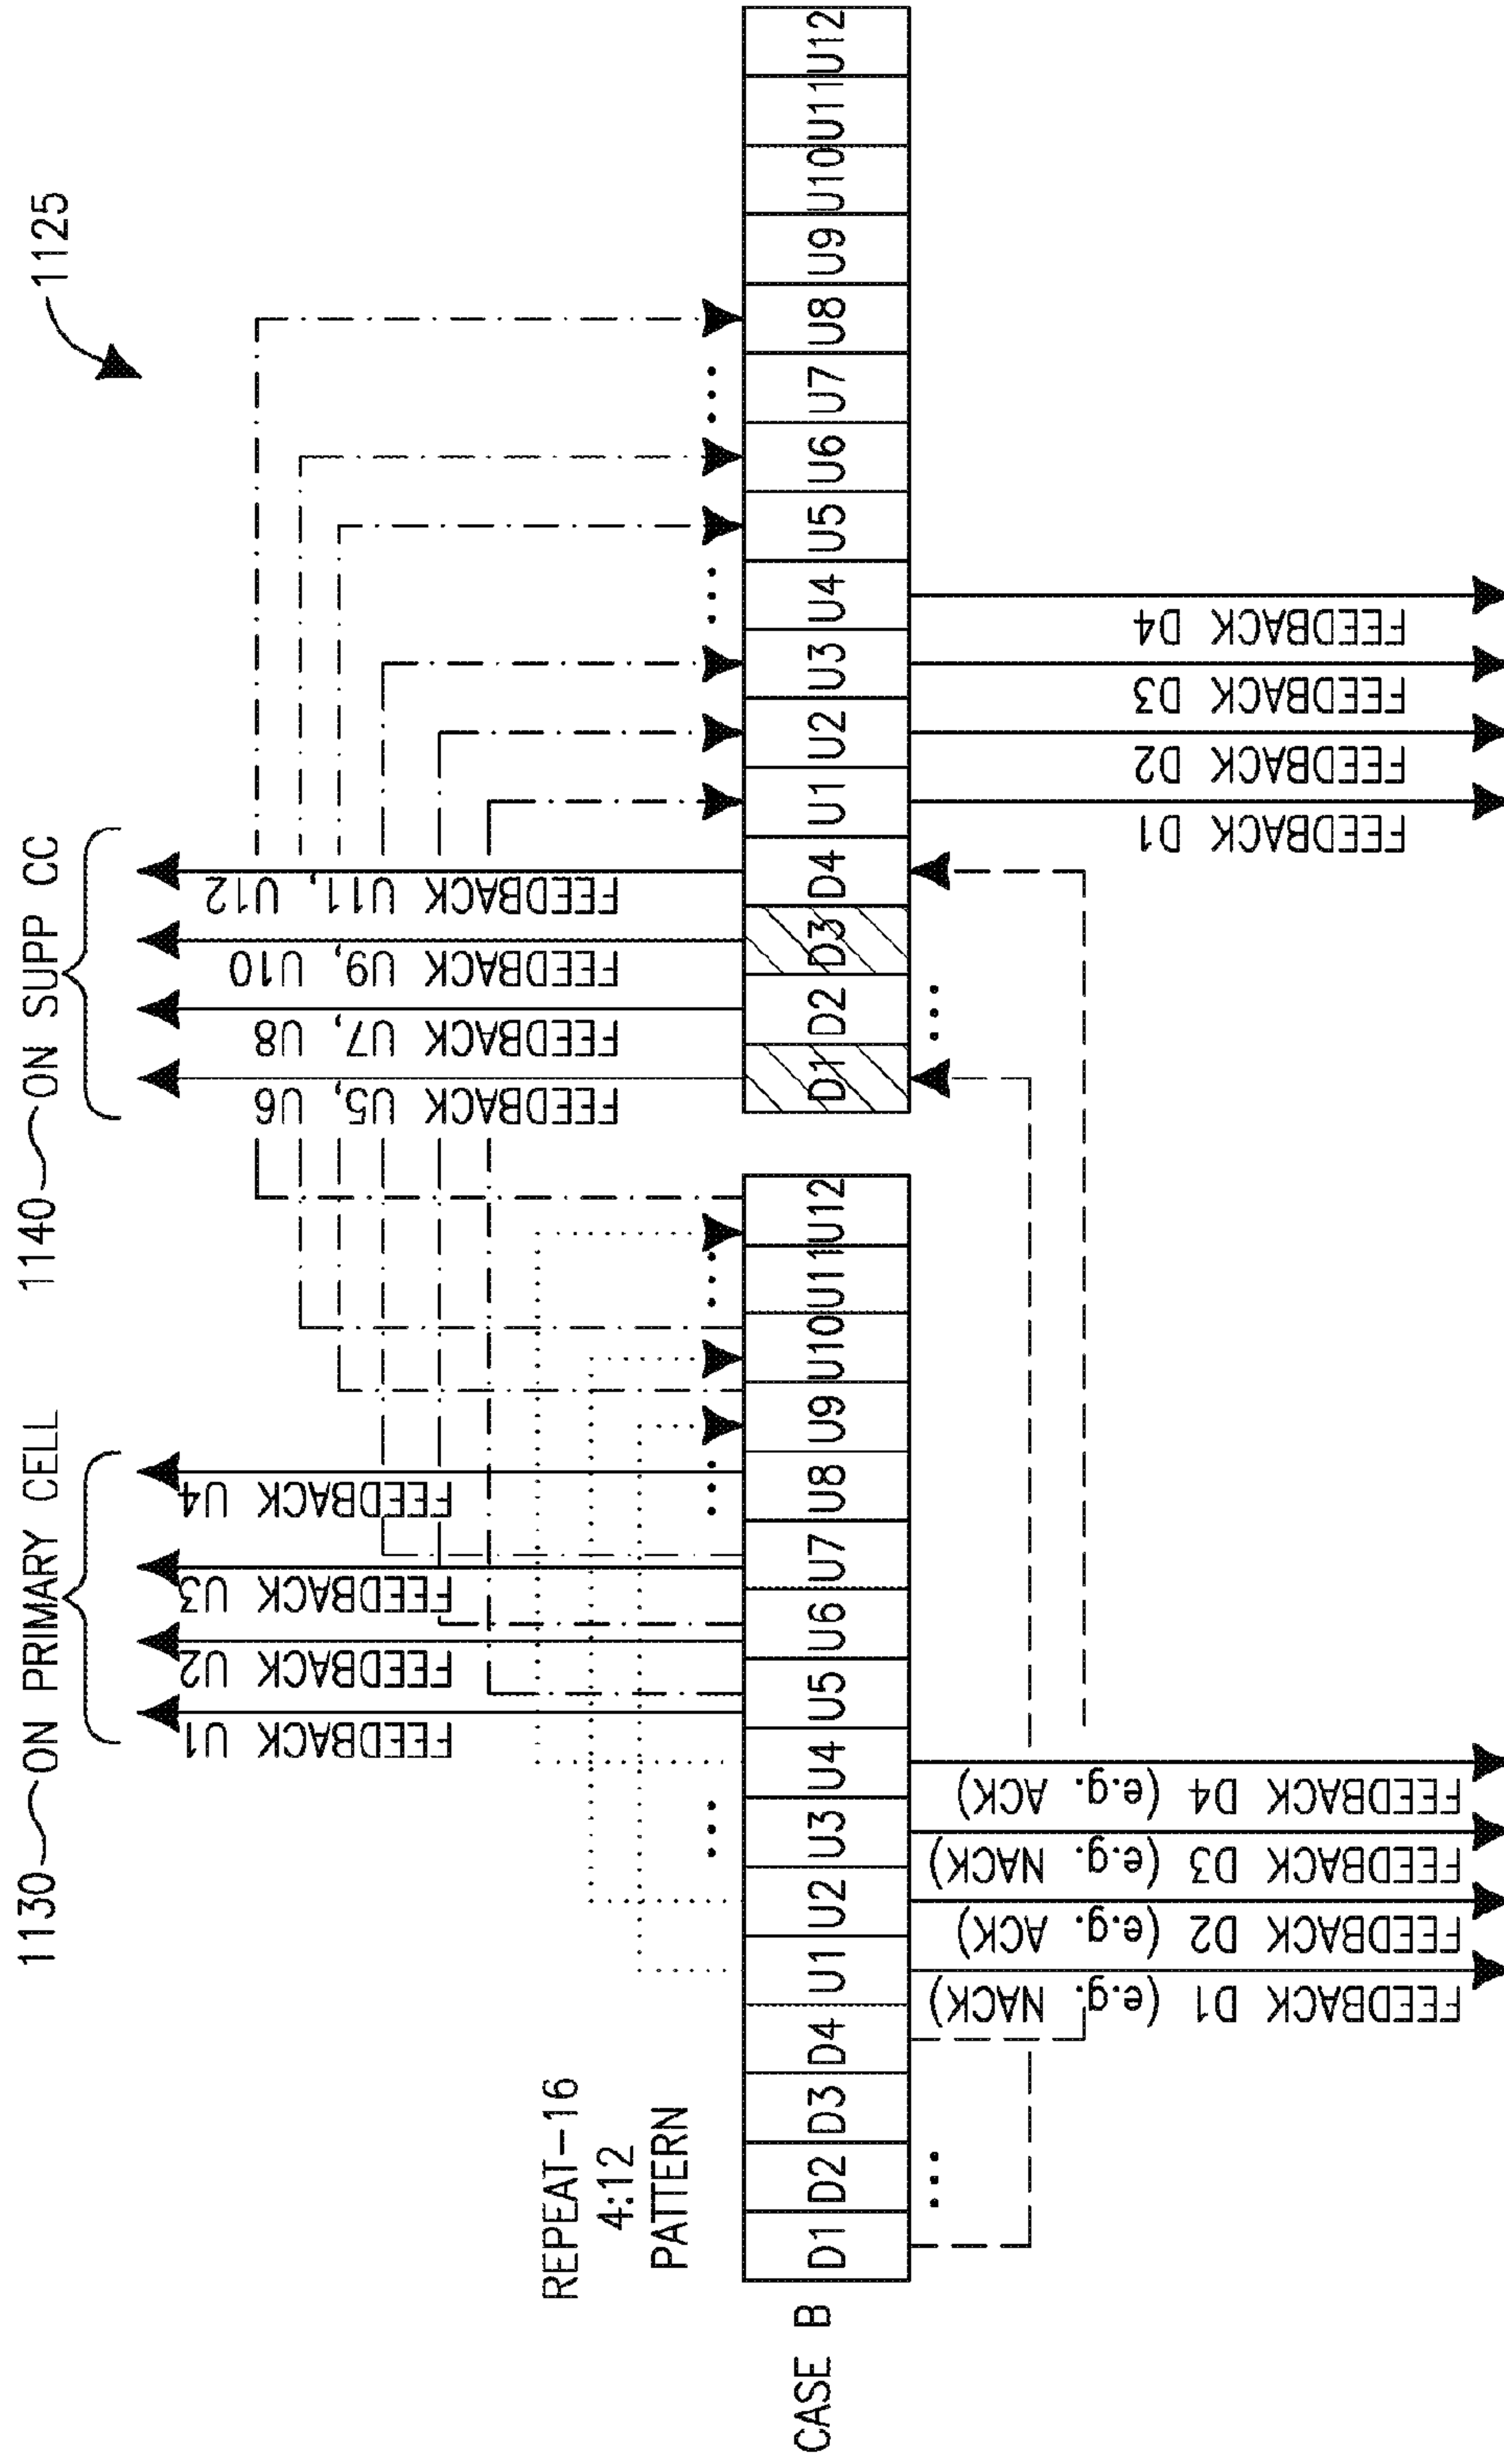 1125
1130 ON PRIMARY CELL
1140 ON SUPP CC
FEEDBACK U1
FEEDBACK U2
FEEDBACK U3
FEEDBACK U4
FEEDBACK U5, U6
FEEDBACK U7, U8
FEEDBACK U9, U10
FEEDBACK U11, U12
REPEAT-16
4:12
PATTERN
...
...
...
...
...
CASE B
D1 D2 D3 D4 U1 U2 U3 U4 U5 U6 U7 U8 U9 U10 U11 U12
D1 D2 D3 D4 U1 U2 U3 U4 U5 U6 U7 U8 U9 U10 U11 U12
...
...
FEEDBACK D1 (e.g. NACK)
FEEDBACK D2 (e.g. ACK)
FEEDBACK D3 (e.g. NACK)
FEEDBACK D4 (e.g. ACK)
FEEDBACK D1
FEEDBACK D2
FEEDBACK D3
FEEDBACK D4